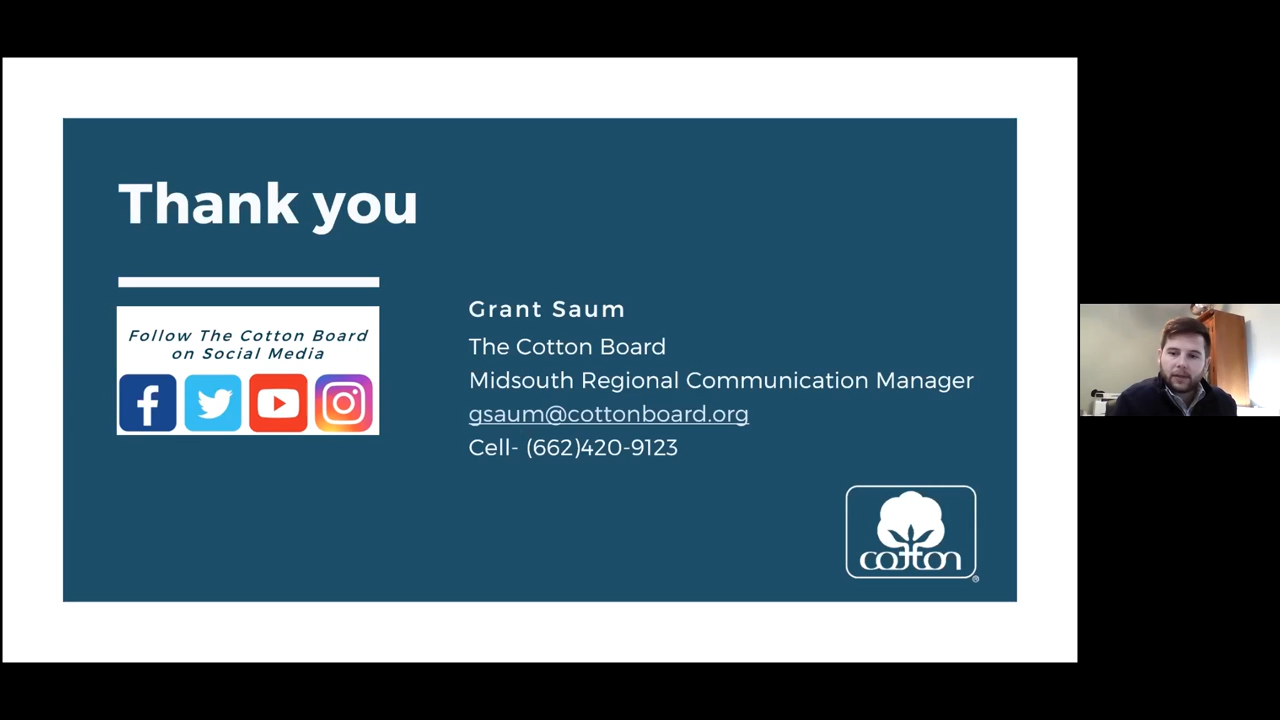 Thank you
Follow The Cotton Board
on Social Media
Grant Saum
The Cotton Board
Midsouth Regional Communication Manager
gsaum@cottonboard.org
Cell- (662)420-9123
cotton
®